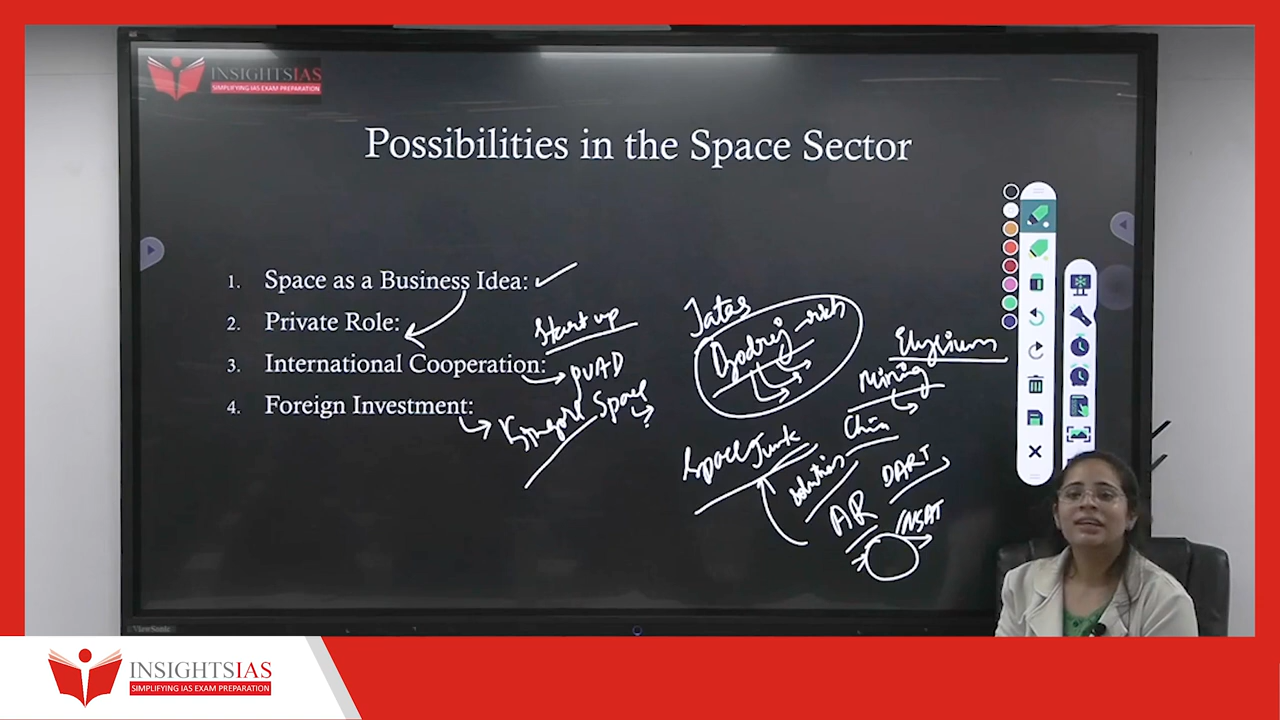 INSIGHTSIAS
SIMPLIFYING IAS EXAM PREPARATION
Possibilities in the Space Sector
1. Space as a Business Idea:
2. Private Role:
3. International Cooperation:
4. Foreign Investment:
Start up
QUAD
Space
Tatas
Godrej
Elysium
Mining
China
Space Junk
solutions
DART
AR
INSAT
ViewSonic
INSIGHTSIAS
SIMPLIFYING IAS EXAM PREPARATION